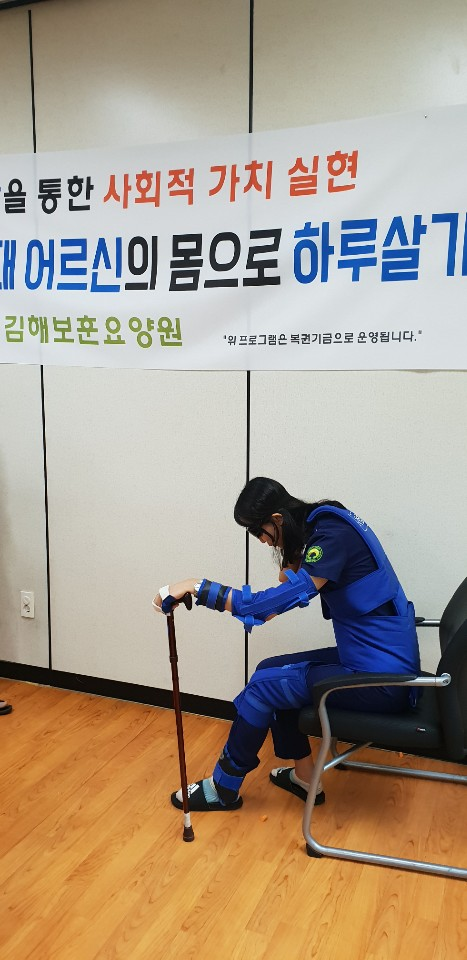 을 통한 사회적 가치 실현
대 어르신의 몸으로 하루살기
김해보훈요양원 "위 프로그램은 복권기금으로 운영됩니다."